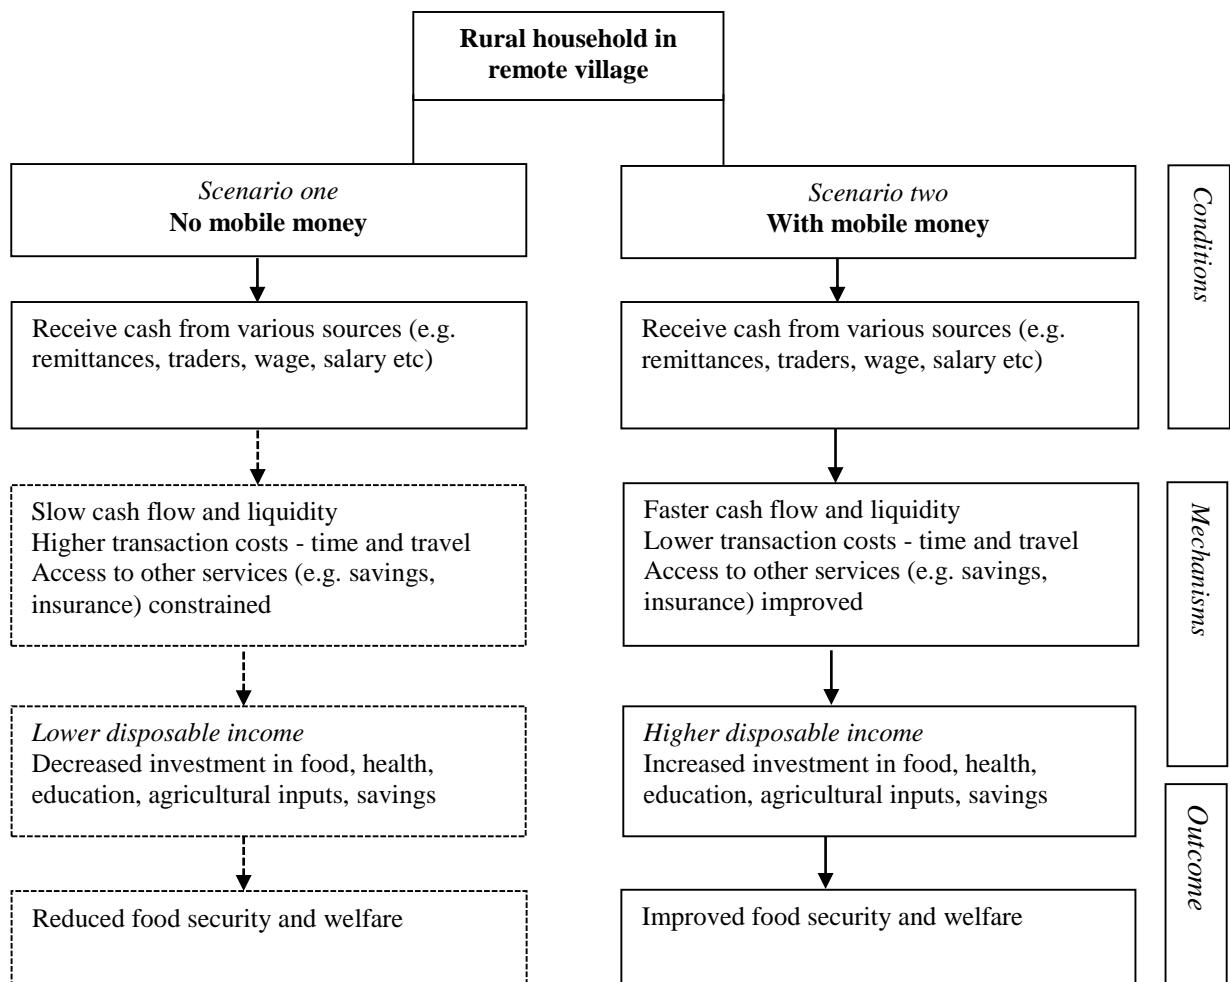 Rural household in
remote village
Scenario one
No mobile money
Scenario two
With mobile money
Conditions
Receive cash from various sources (e.g.
remittances, traders, wage, salary etc)
Receive cash from various sources (e.g.
remittances, traders, wage, salary etc)
Slow cash flow and liquidity
Higher transaction costs - time and travel
Access to other services (e.g. savings,
insurance) constrained
Faster cash flow and liquidity
Lower transaction costs - time and travel
Access to other services (e.g. savings,
insurance) improved
Mechanisms
Lower disposable income
Decreased investment in food, health,
education, agricultural inputs, savings
Higher disposable income
Increased investment in food, health,
education, agricultural inputs, savings
Outcome
Reduced food security and welfare
Improved food security and welfare